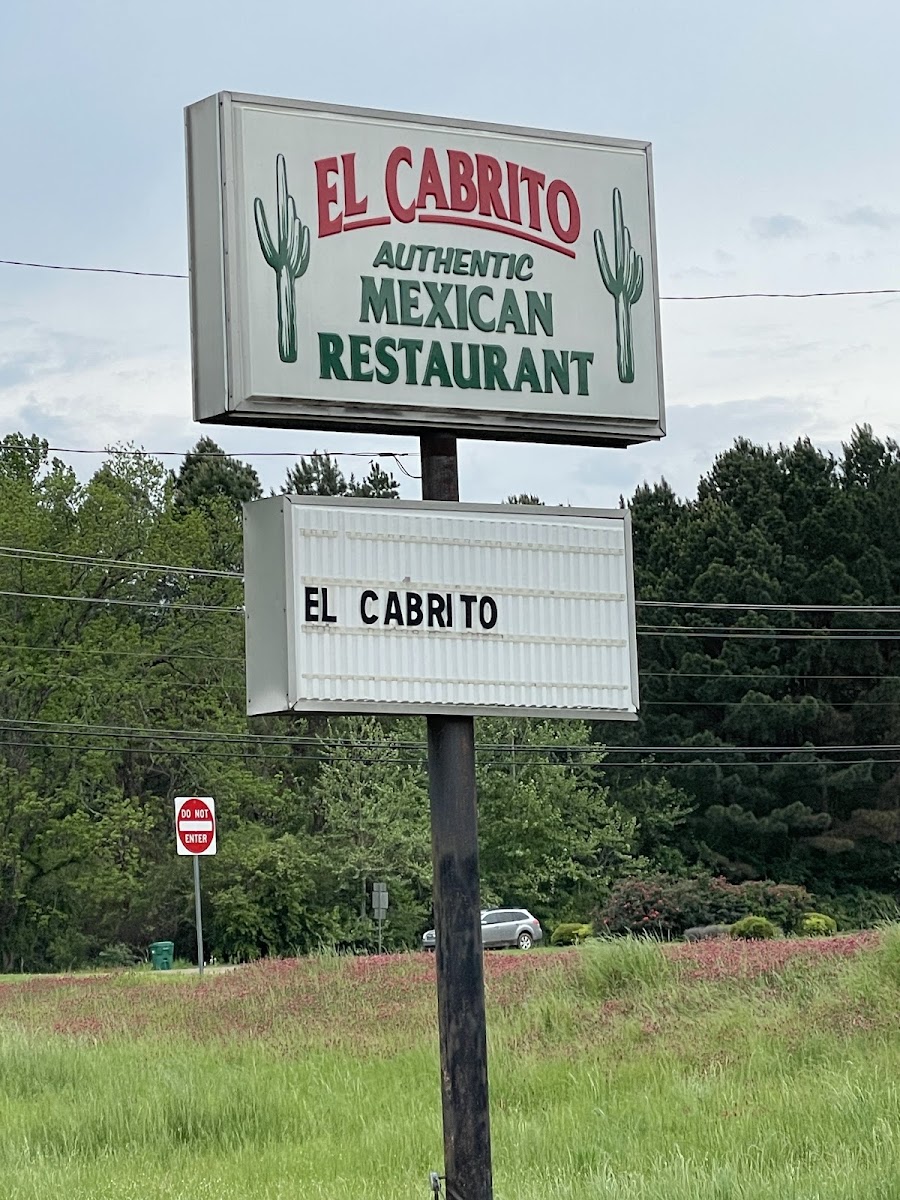 EL CABRITO
AUTHENTIC
MEXICAN
RESTAURANT
EL CABRITO
DO NOT
ENTER